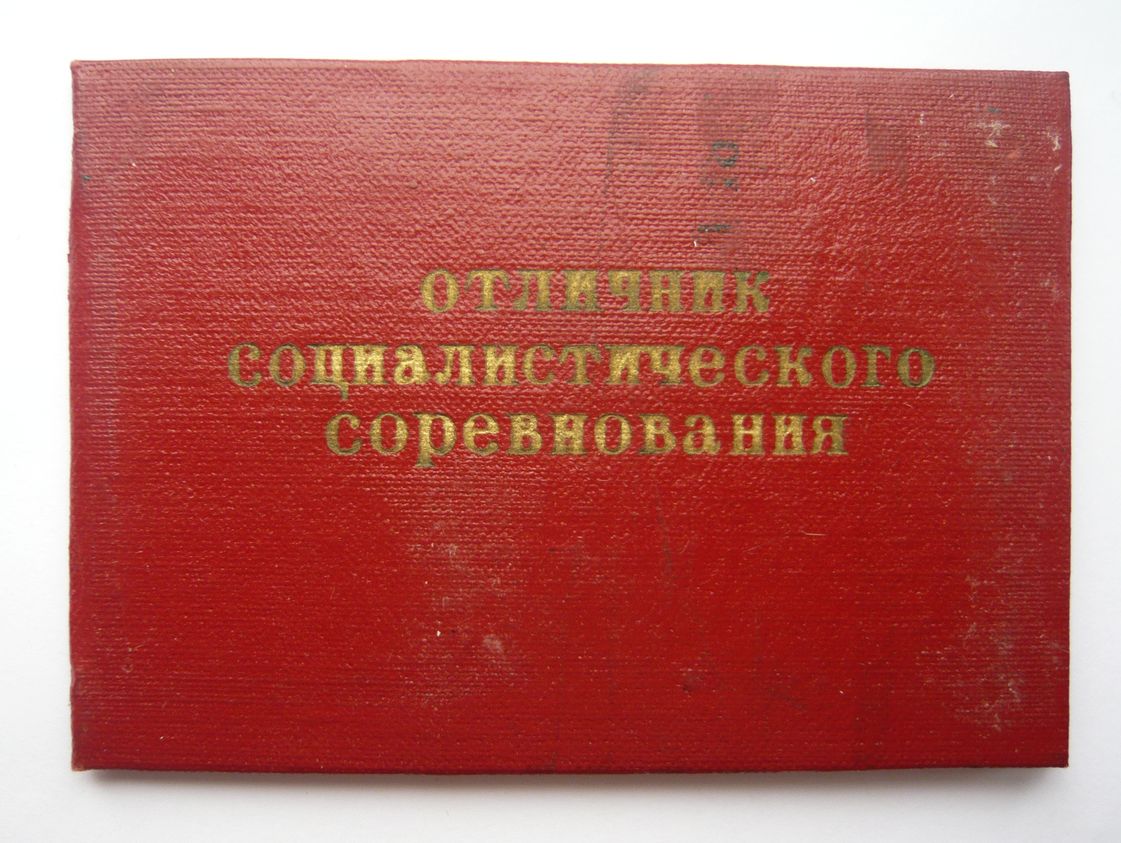 отличник
социалистического
соревнования